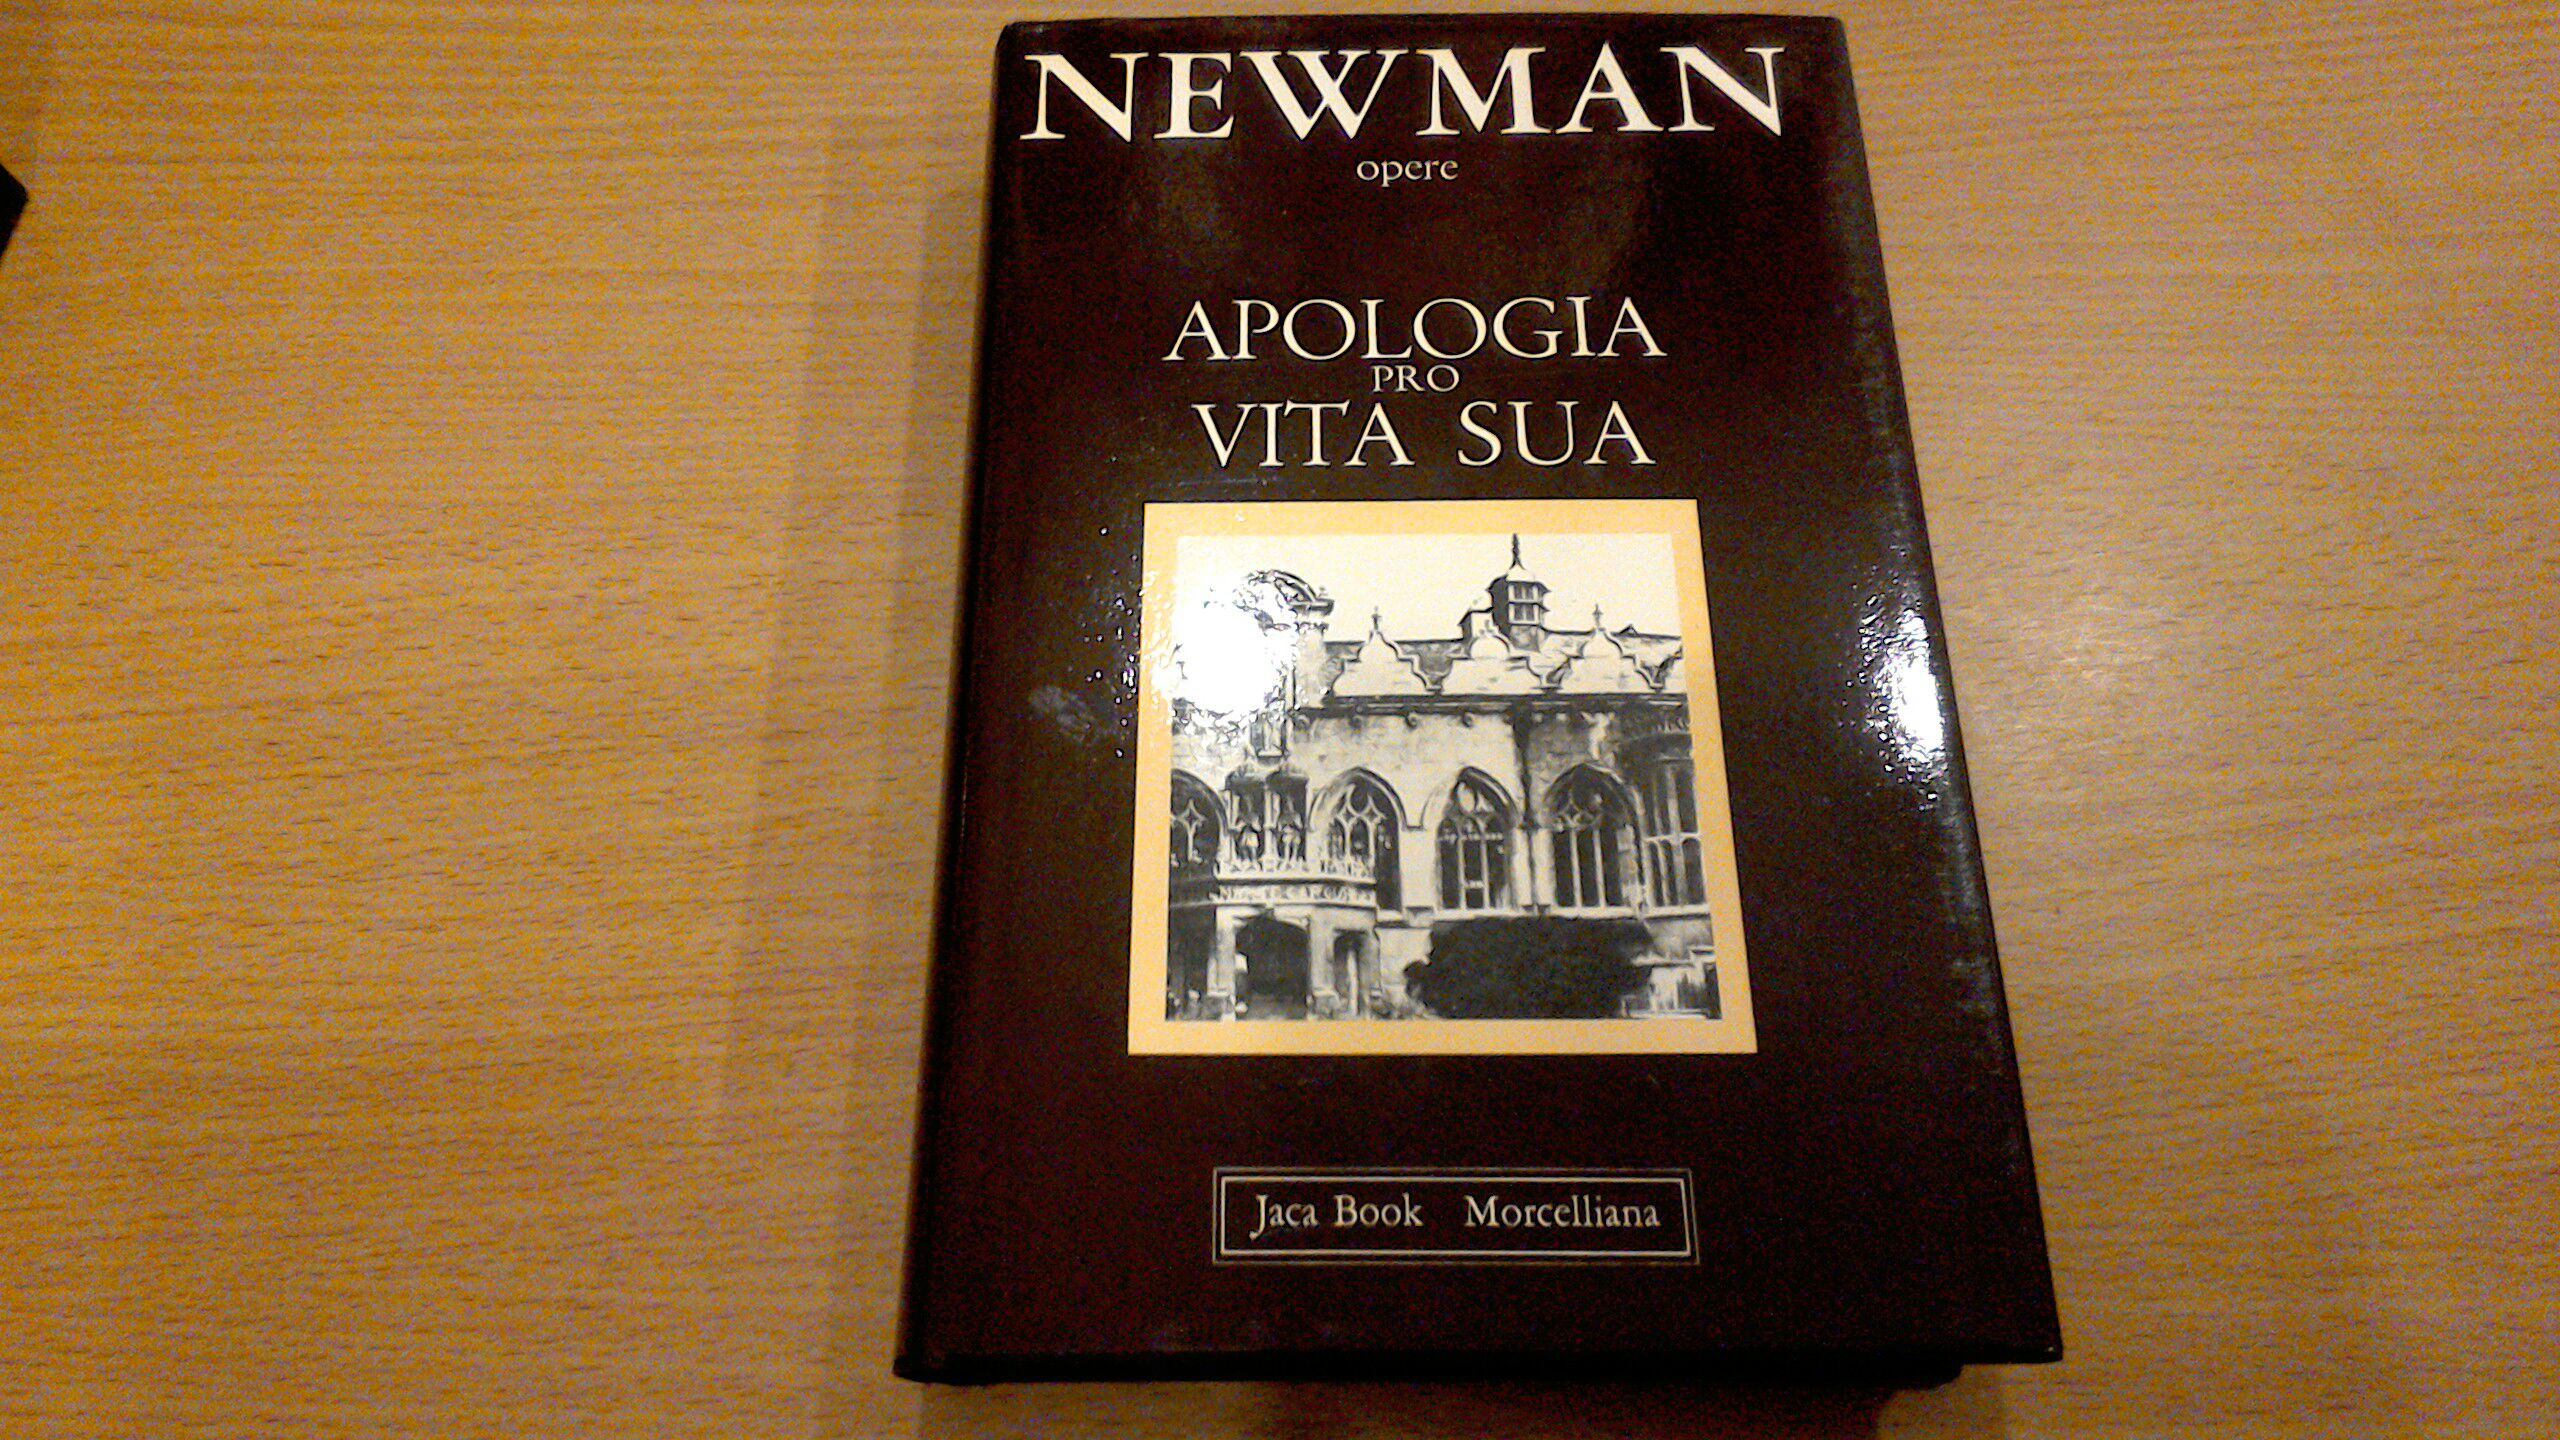 NEWMAN
opere
APOLOGIA
PRO
VITA SUA
Jaca Book Morcelliana